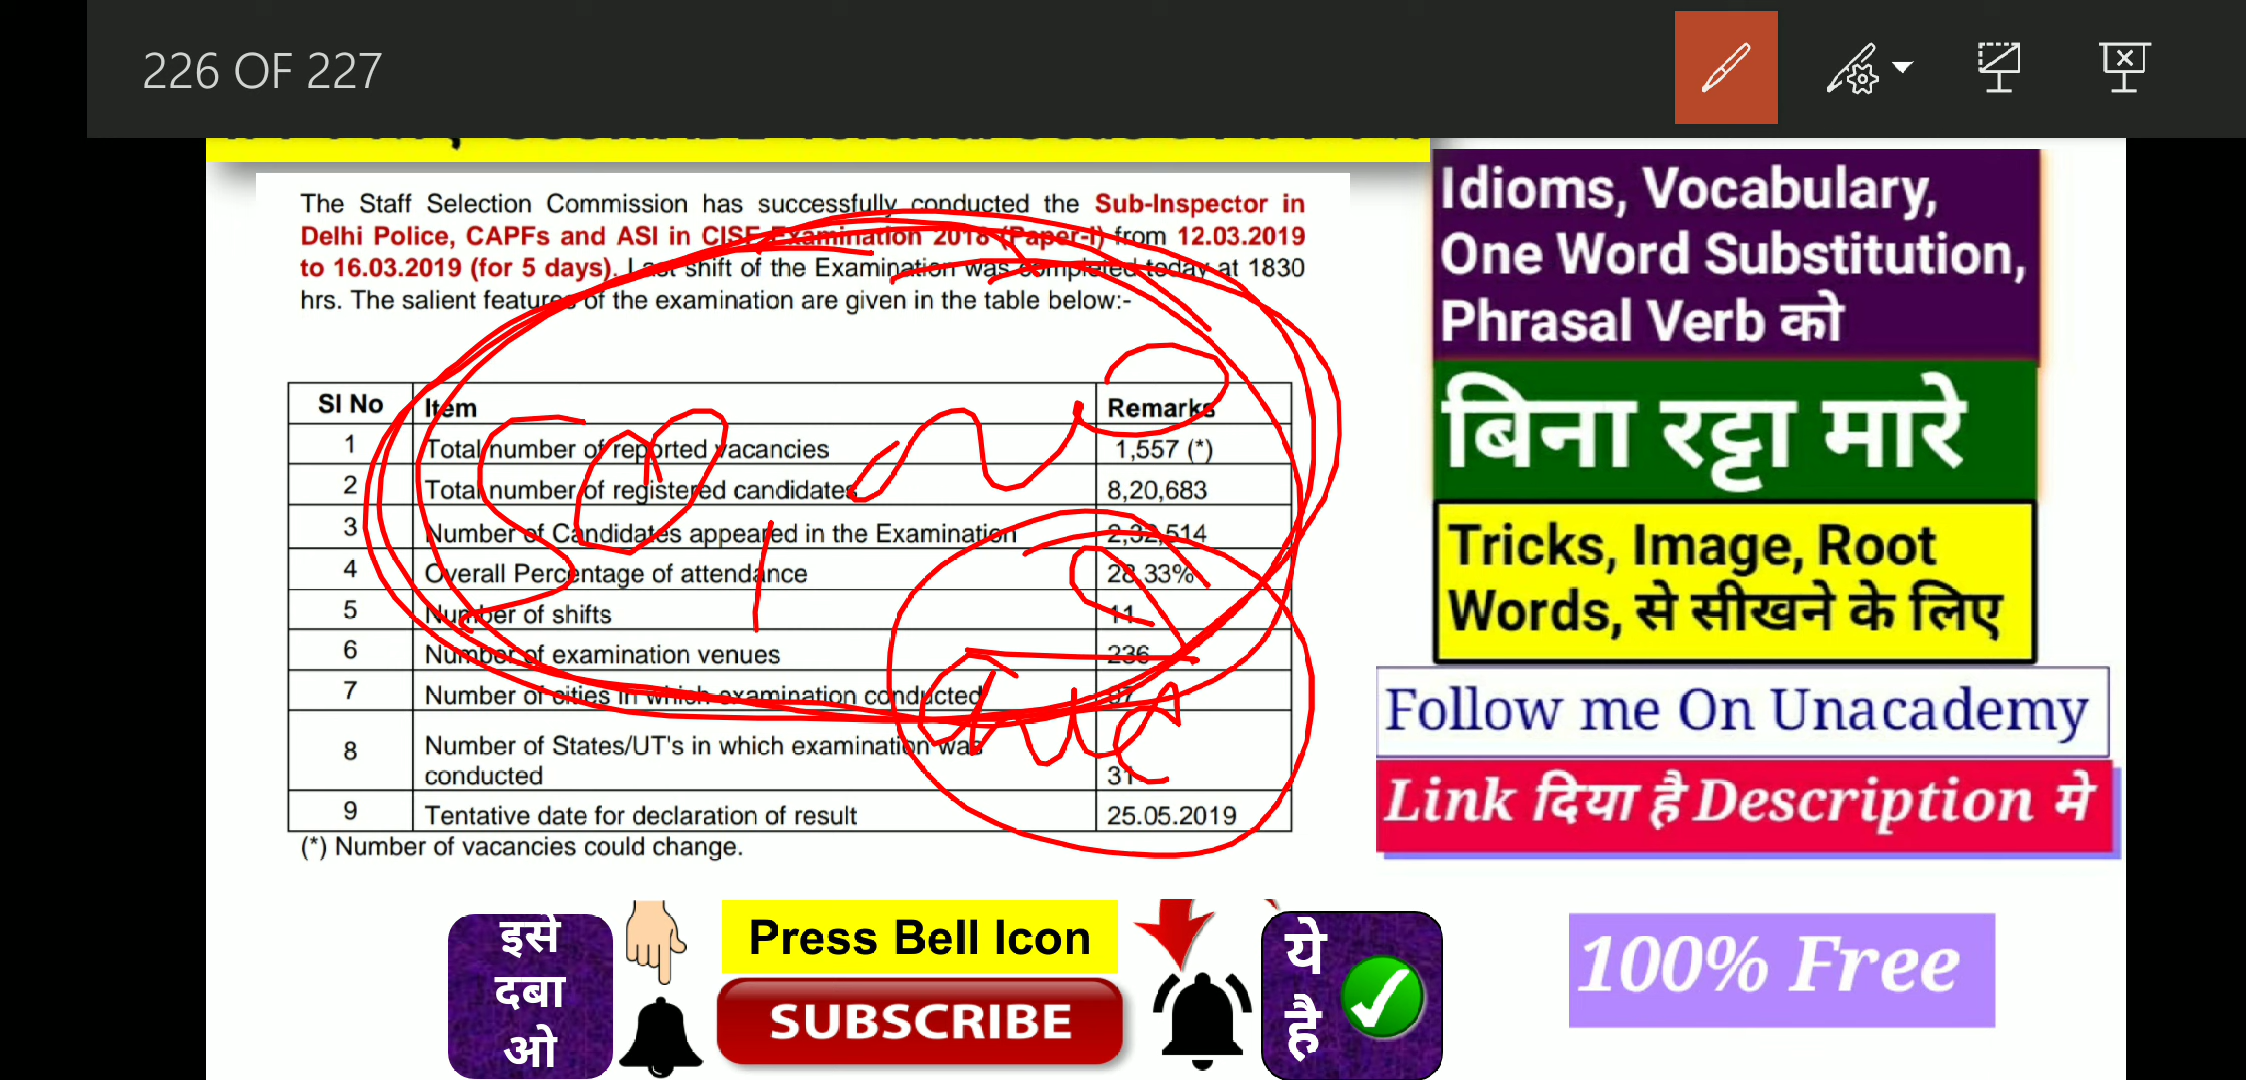 226 OF 227
The Staff Selection Commission has successfully conducted the Sub-Inspector in
Delhi Police, CAPFs and ASI in CISF Examination 2018 (Paper-I) from 12.03.2019
to 16.03.2019 (for 5 days). Last shift of the Examination was completed today at 1830
hrs. The salient features of the examination are given in the table below:-
Sl No Item Remarks
1 Total number of reported vacancies 1,557 (*)
2 Total number of registered candidates 8,20,683
3 Number of Candidates appeared in the Examination 2,32,514
4 Overall Percentage of attendance 28.33%
5 Number of shifts 11
6 Number of examination venues 236
7 Number of cities in which examination conducted
8 Number of States/UT's in which examination was
conducted 31
9 Tentative date for declaration of result 25.05.2019
(*) Number of vacancies could change.
Idioms, Vocabulary,
One Word Substitution,
Phrasal Verb को
बिना रट्टा मारे
Tricks, Image, Root
Words, से सीखने के लिए
Follow me On Unacademy
Link दिया है Description मे
100% Free
इसे
दबा
ओ
Press Bell Icon
SUBSCRIBE
ये
है